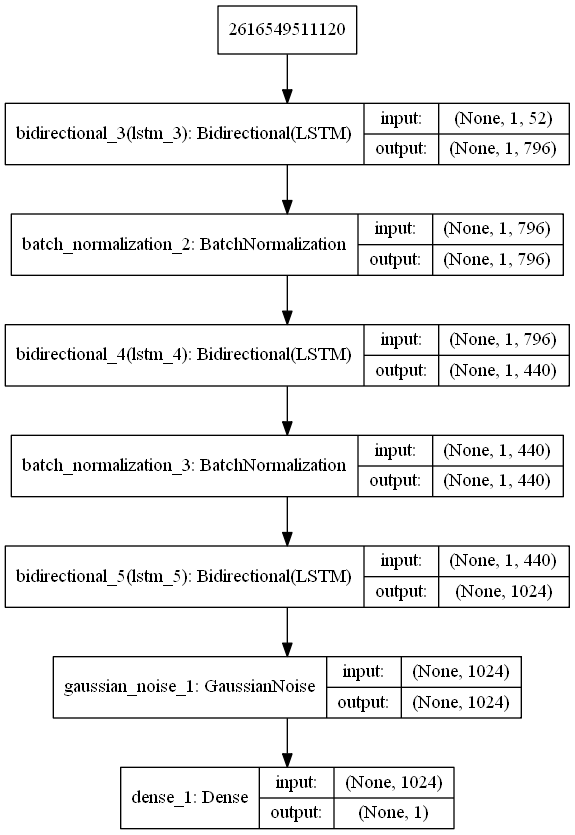 2616549511120
bidirectional_3(lstm_3): Bidirectional(LSTM)
input: (None, 1, 52)
output: (None, 1, 796)
batch_normalization_2: BatchNormalization
input: (None, 1, 796)
output: (None, 1, 796)
bidirectional_4(lstm_4): Bidirectional(LSTM)
input: (None, 1, 796)
output: (None, 1, 440)
batch_normalization_3: BatchNormalization
input: (None, 1, 440)
output: (None, 1, 440)
bidirectional_5(lstm_5): Bidirectional(LSTM)
input: (None, 1, 440)
output: (None, 1024)
gaussian_noise_1: GaussianNoise
input: (None, 1024)
output: (None, 1024)
dense_1: Dense
input: (None, 1024)
output: (None, 1)